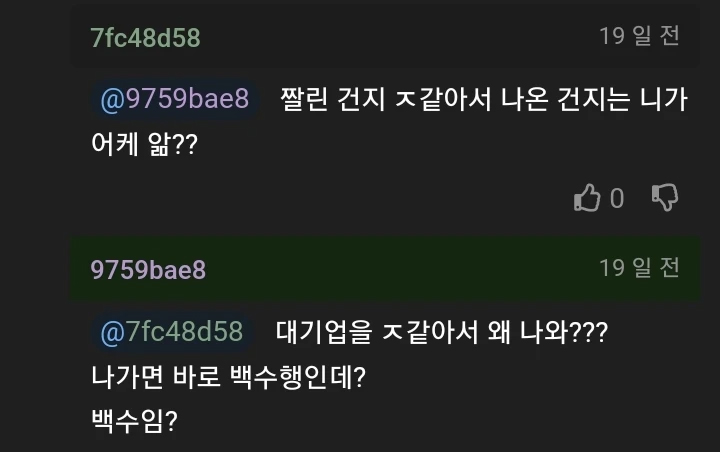 7fc48d58 19 일 전
@9759bae8 짤린 건지 ㅈ같아서 나온 건지는 니가
어케 앎??
0
9759bae8 19 일 전
@7fc48d58 대기업을 ㅈ같아서 왜 나와???
나가면 바로 백수행인데?
백수임?